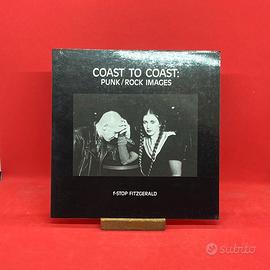 COAST TO COAST:
PUNK/ROCK IMAGES
f-STOP FITZGERALD
subito